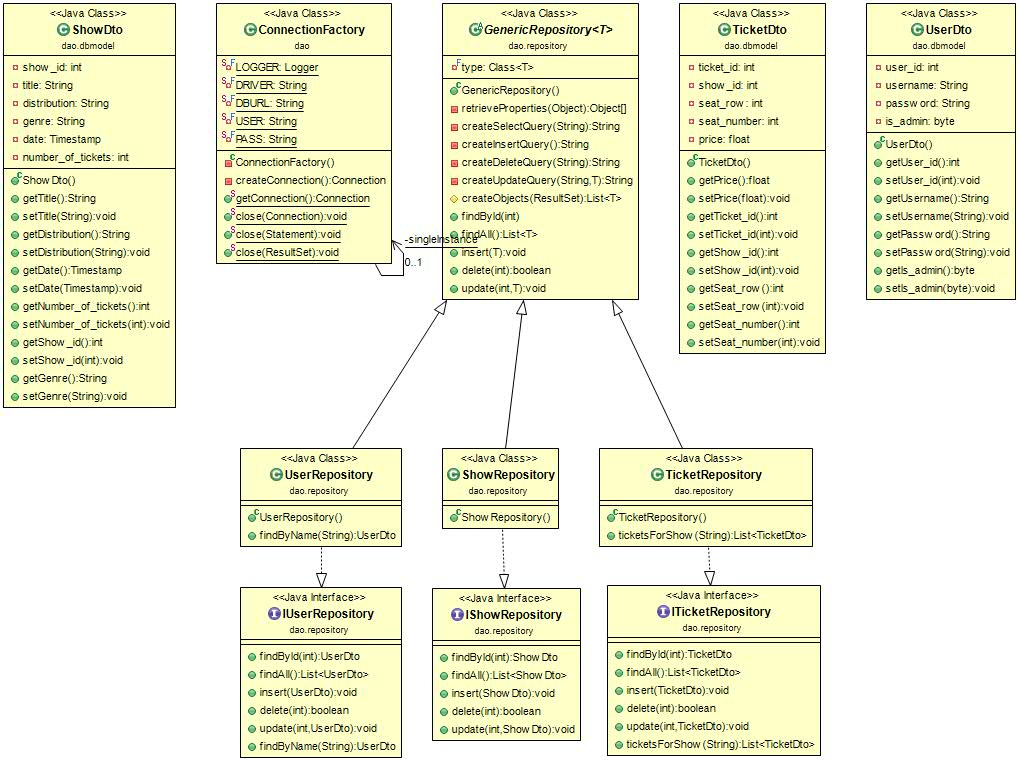 <<Java Class>>
ShowDto
dao.dbmodel
show_id: int
title: String
distribution: String
genre: String
date: Timestamp
number_of_tickets: int
ShowDto()
getTitle():String
setTitle(String):void
getDistribution():String
setDistribution(String):void
getDate():Timestamp
setDate(Timestamp):void
getNumber_of_tickets():int
setNumber_of_tickets(int):void
getShow_id():int
setShow_id(int):void
getGenre():String
setGenre(String):void
<<Java Class>>
ConnectionFactory
dao
LOGGER: Logger
DRIVER: String
DBURL: String
USER: String
PASS: String
ConnectionFactory()
createConnection():Connection
getConnection():Connection
close(Connection):void
close(Statement):void
close(ResultSet):void
-singleInstance
0..1
<<Java Class>>
GenericRepository<T>
dao.repository
type: Class<T>
GenericRepository()
retrieveProperties(Object):Object[]
createSelectQuery(String):String
createInsertQuery():String
createDeleteQuery(String):String
createUpdateQuery(String,T):String
createObjects(ResultSet):List<T>
findById(int)
findAll():List<T>
insert(T):void
delete(int):boolean
update(int,T):void
<<Java Class>>
TicketDto
dao.dbmodel
ticket_id: int
show_id: int
seat_row: int
seat_number: int
price: float
TicketDto()
getPrice():float
setPrice(float):void
getTicket_id():int
setTicket_id(int):void
getShow_id():int
setShow_id(int):void
getSeat_row():int
setSeat_row(int):void
getSeat_number():int
setSeat_number(int):void
<<Java Class>>
UserDto
dao.dbmodel
user_id: int
username: String
password: String
is_admin: byte
UserDto()
getUser_id():int
setUser_id(int):void
getUsername():String
setUsername(String):void
getPassword():String
setPassword(String):void
getIs_admin():byte
setIs_admin(byte):void
<<Java Class>>
UserRepository
dao.repository
UserRepository()
findByName(String):UserDto
<<Java Class>>
ShowRepository
dao.repository
ShowRepository()
<<Java Class>>
TicketRepository
dao.repository
TicketRepository()
ticketsForShow(String):List<TicketDto>
<<Java Interface>>
IUserRepository
dao.repository
findById(int):UserDto
findAll():List<UserDto>
insert(UserDto):void
delete(int):boolean
update(int,UserDto):void
findByName(String):UserDto
<<Java Interface>>
IShowRepository
dao.repository
findById(int):ShowDto
findAll():List<ShowDto>
insert(ShowDto):void
delete(int):boolean
update(int,ShowDto):void
<<Java Interface>>
ITicketRepository
dao.repository
findById(int):TicketDto
findAll():List<TicketDto>
insert(TicketDto):void
delete(int):boolean
update(int,TicketDto):void
ticketsForShow(String):List<TicketDto>